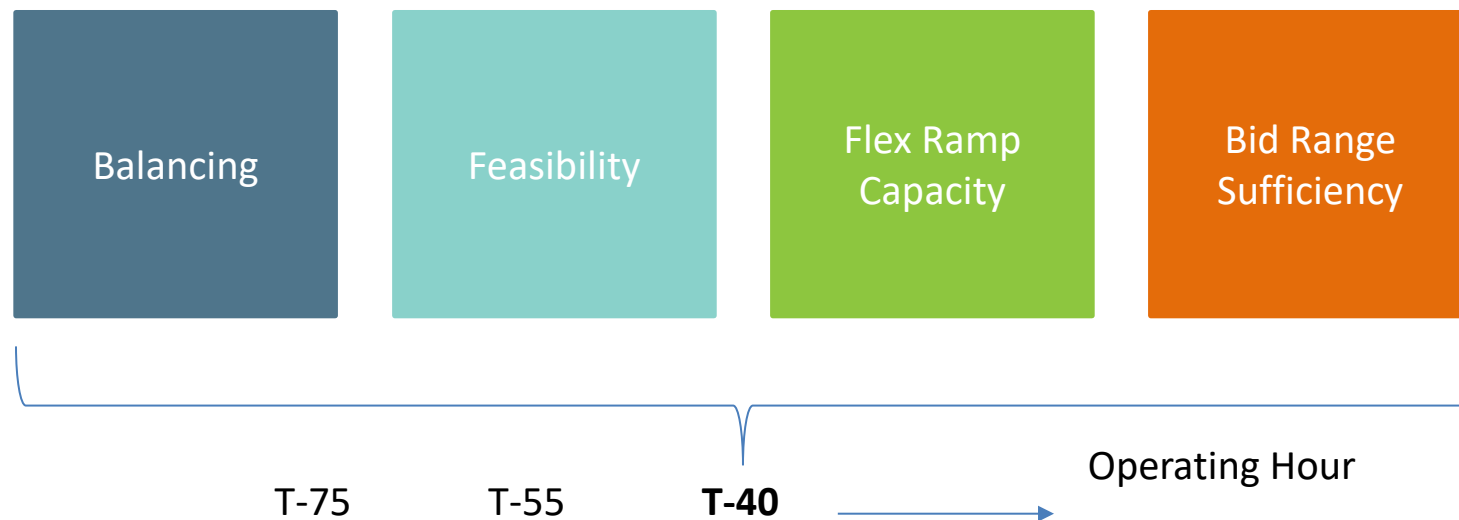 Balancing
Feasibility
Flex Ramp
Capacity
Bid Range
Sufficiency
Operating Hour
T-75
T-55
T-40